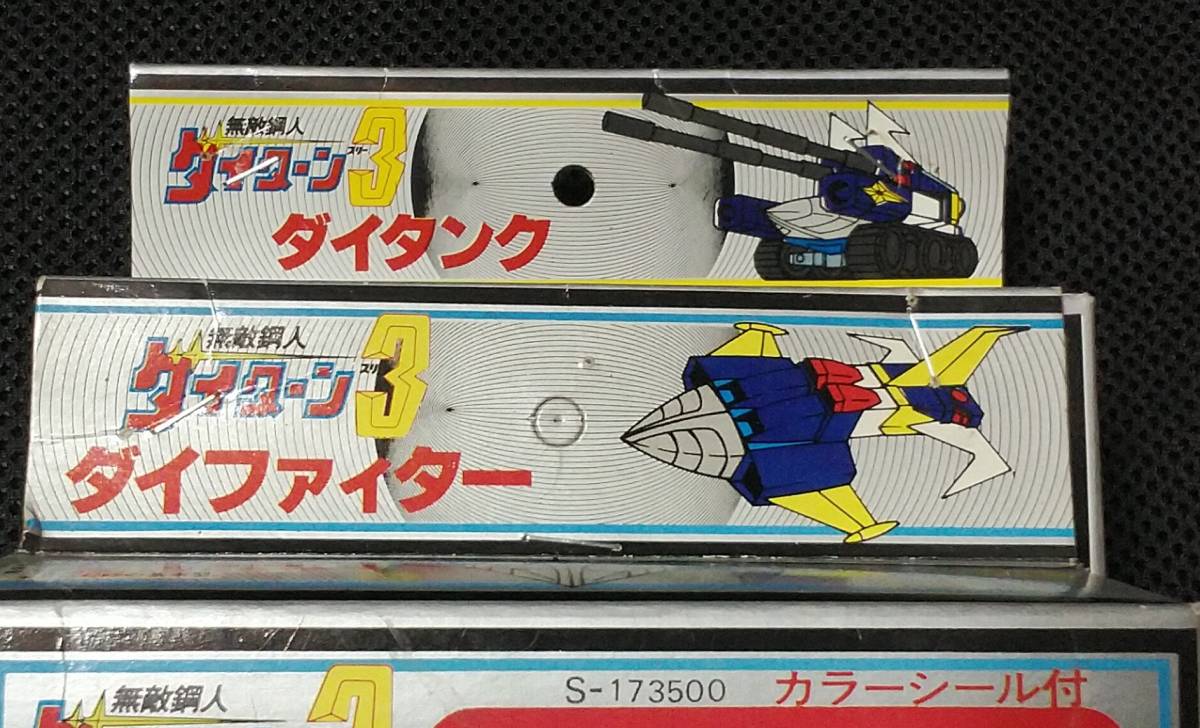 無敵鋼人
ダイターン3
スリー
ダイタンク
無敵鋼人
ダイターン3
スリー
ダイファイター
無敵鋼人
S-173500 カラーシール付